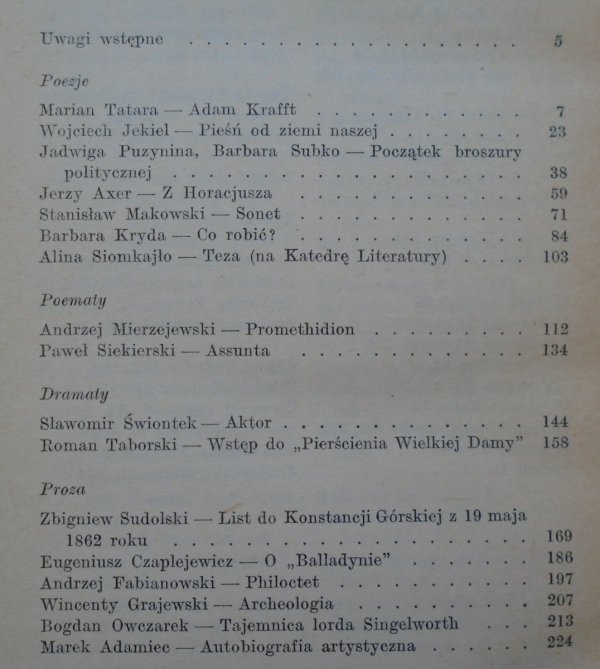 Uwagi wstępne . . . . . . . . . . . . . . . . . 5
Poezje
Marian Tatara — Adam Krafft . . . . . . . . . . 7
Wojciech Jekiel — Pieśń od ziemi naszej . . . . . . . 23
Jadwiga Puzynina, Barbara Subko — Początek broszury
politycznej . . . . . . . . . . . . . . . . . 38
Jerzy Axer — Z Horacjusza . . . . . . . . . . . 59
Stanisław Makowski — Sonet . . . . . . . . . . . 71
Barbara Kryda — Co robić? . . . . . . . . . . . 84
Alina Siomkajło — Teza (na Katedrę Literatury) . . . . 103
Poematy
Andrzej Mierzejewski — Promethidion . . . . . . . . 112
Paweł Siekierski — Assunta . . . . . . . . . . . 134
Dramaty
Sławomir Świontek — Aktor . . . . . . . . . . . . 144
Roman Taborski — Wstęp do „Pierścienia Wielkiej Damy” 158
Proza
Zbigniew Sudolski — List do Konstancji Górskiej z 19 maja
1862 roku . . . . . . . . . . . . . . . . . 169
Eugeniusz Czaplejewicz — O „Balladynie” . . . . . . 186
Andrzej Fabianowski — Philoctet . . . . . . . . . 197
Wincenty Grajewski — Archeologia . . . . . . . . . 207
Bogdan Owczarek — Tajemnica lorda Singelworth . . . 213
Marek Adamiec — Autobiografia artystyczna . . . . . 224